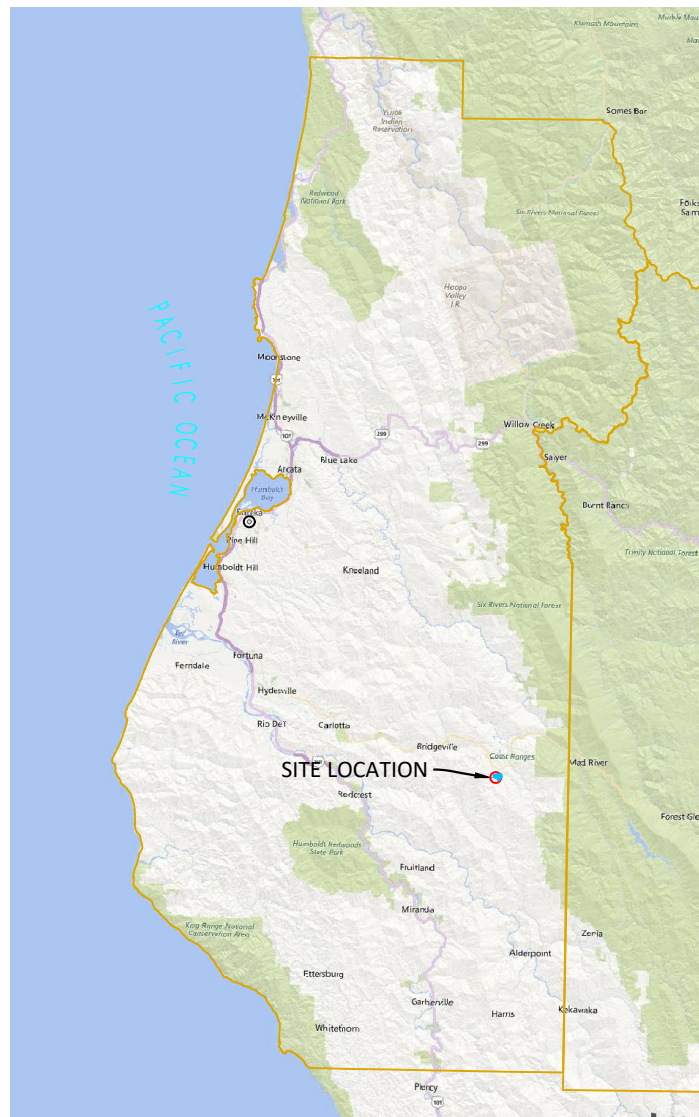 Klamath Mountains
Somes Bar
Yurok
Indian
Reservation
Redwood
National Park
Six Rivers National Forest
Hoopa
Valley
I.R.
PACIFIC OCEAN
Moonstone
101
McKinleyville
101
299
299
Willow Creek
Blue Lake
Arcata
Salyer
Humboldt
Bay
Eureka
Burnt Ranch
Pine Hill
Trinity National Forest
Humboldt Hill
Kneeland
Six Rivers National Forest
Eel
River
Ferndale
Fortuna
Hydesville
Rio Dell
Carlotta
Bridgeville
Coast Ranges
Mad River
SITE LOCATION
Redcrest
Forest Gle
Humboldt Redwoods
State Park
Fruitland
Miranda
King Range National
Conservation Area
Zenia
Alderpoint
Ettersburg
Garberville
Harris
Kekawaka
Whitethorn
Piercy
101